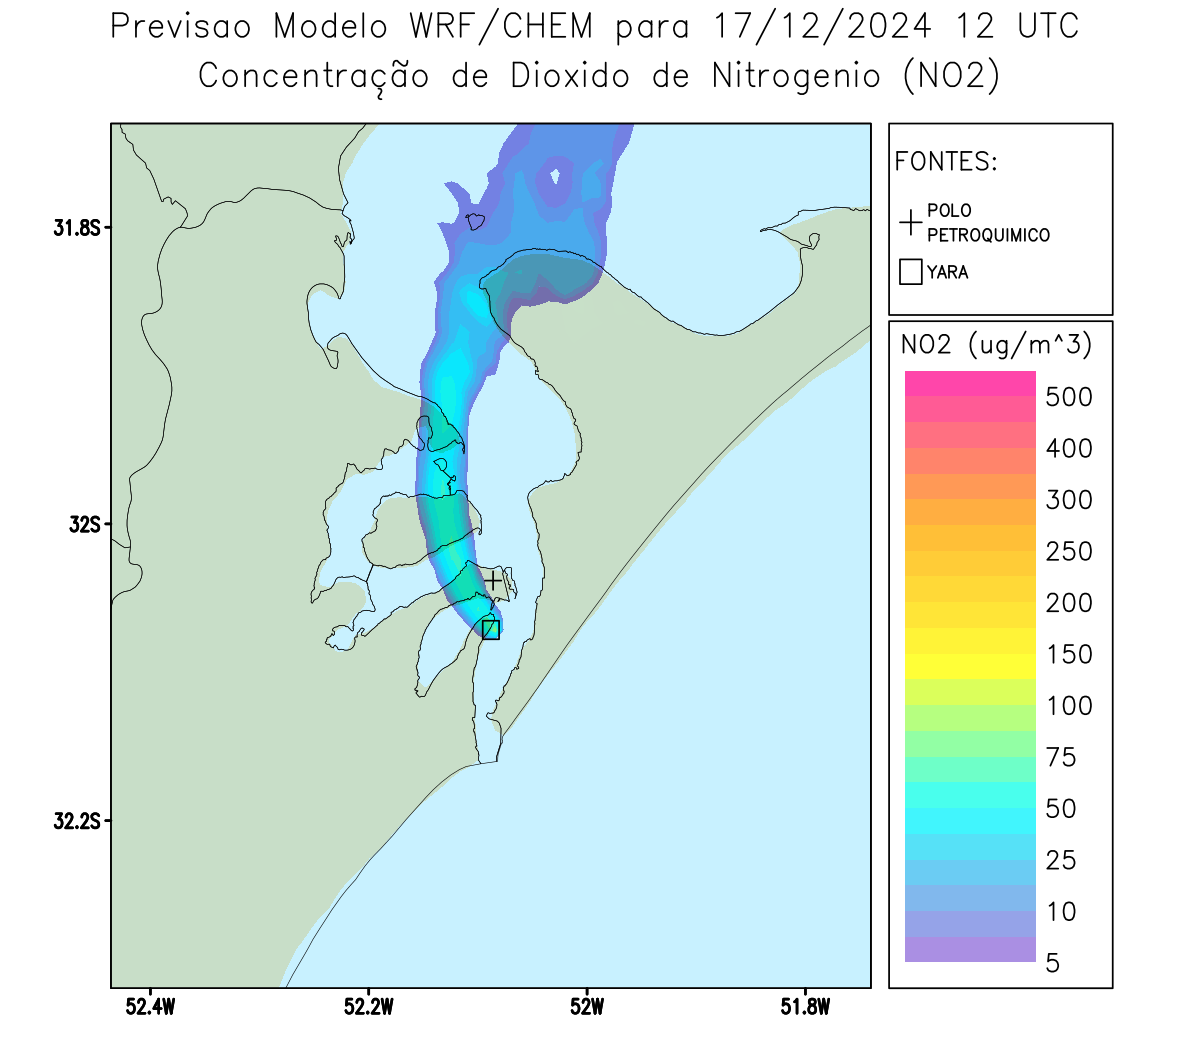 Previsao Modelo WRF/CHEM para 17/12/2024 12 UTC
Concentração de Dioxido de Nitrogenio (NO2)
FONTES:
POLO
PETROQUIMICO
YARA
NO2 (ug/m^3)
500
400
300
250
200
150
100
75
50
25
10
5
31.8S
32S
32.2S
52.4W
52.2W
52W
51.8W